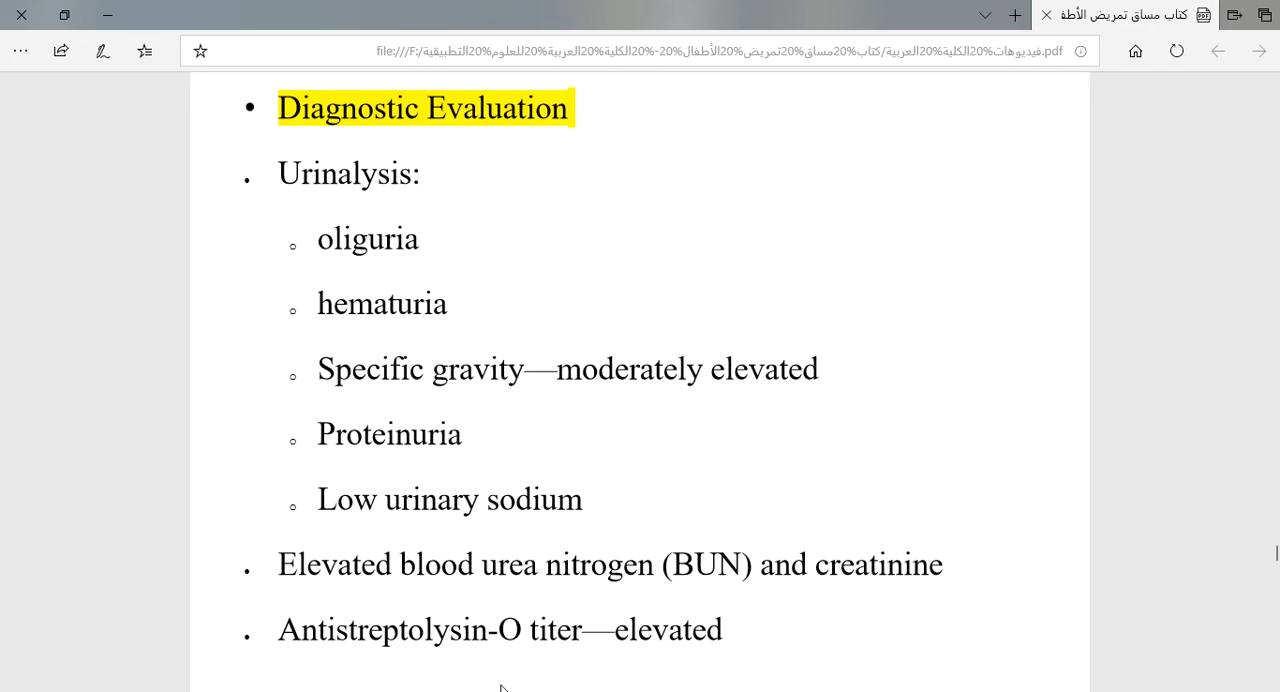 كتاب مساق تمريض الأطف
file:///F:/فيديوهات%20الكلية%20العربية/كتاب%20مساق%20تمريض%20الأطفال%20-%20الكلية%20العربية%20للعلوم%20التطبيقية.pdf
• Diagnostic Evaluation
• Urinalysis:
○ oliguria
○ hematuria
○ Specific gravity—moderately elevated
○ Proteinuria
○ Low urinary sodium
• Elevated blood urea nitrogen (BUN) and creatinine
• Antistreptolysin-O titer—elevated